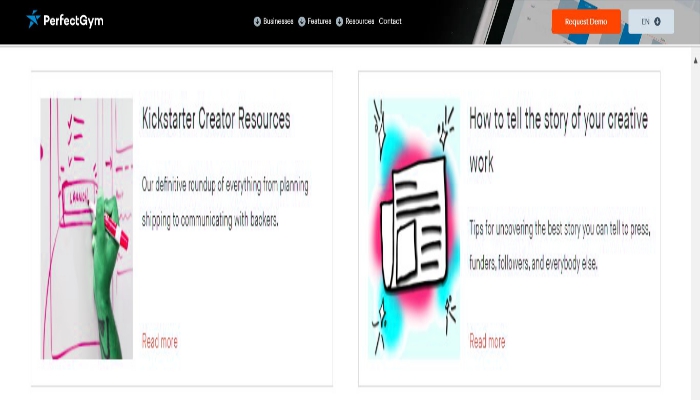 PerfectGym
Businesses Features Resources Contact
Request Demo
EN
Kickstarter Creator Resources
Our definitive roundup of everything from planning
shipping to communicating with backers.
Read more
LAUNCH!
How to tell the story of your creative
work
Tips for uncovering the best story you can tell to press,
funders, followers, and everybody else.
Read more